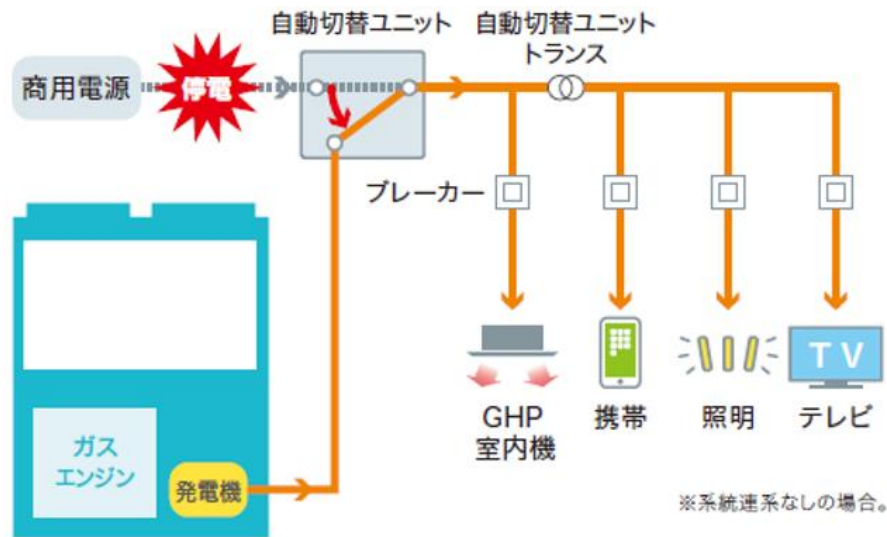 自動切替ユニット
自動切替ユニット
トランス
商用電源
停電
ブレーカー
TV
GHP
室内機
携帯
照明
テレビ
ガス
エンジン
発電機
※系統連系なしの場合。